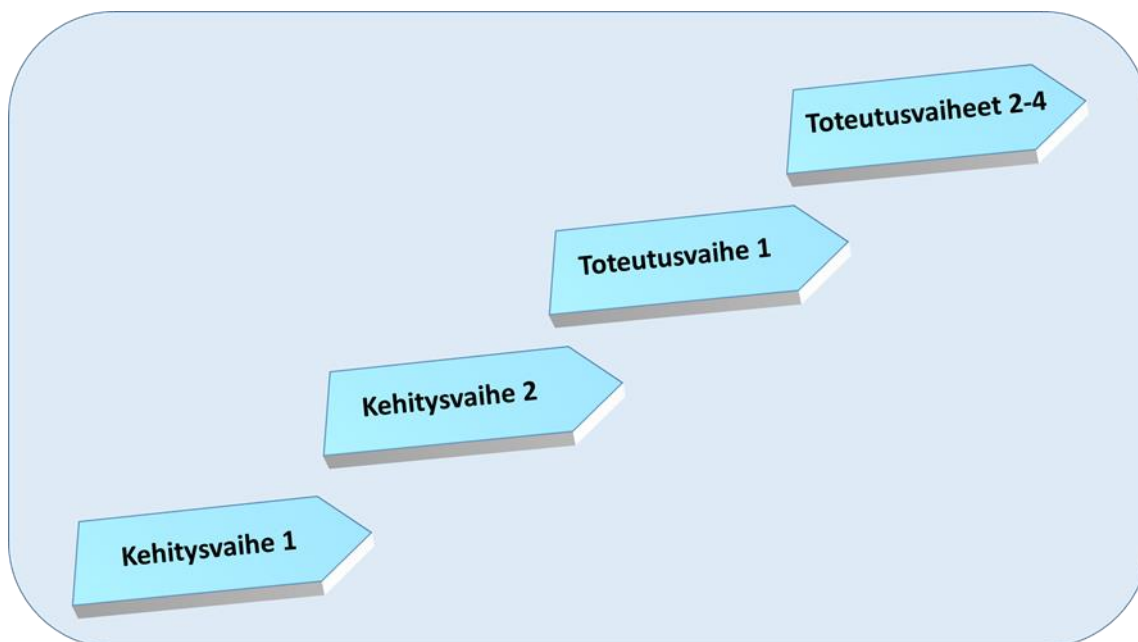 Toteutusvaiheet 2-4
Toteutusvaihe 1
Kehitysvaihe 2
Kehitysvaihe 1